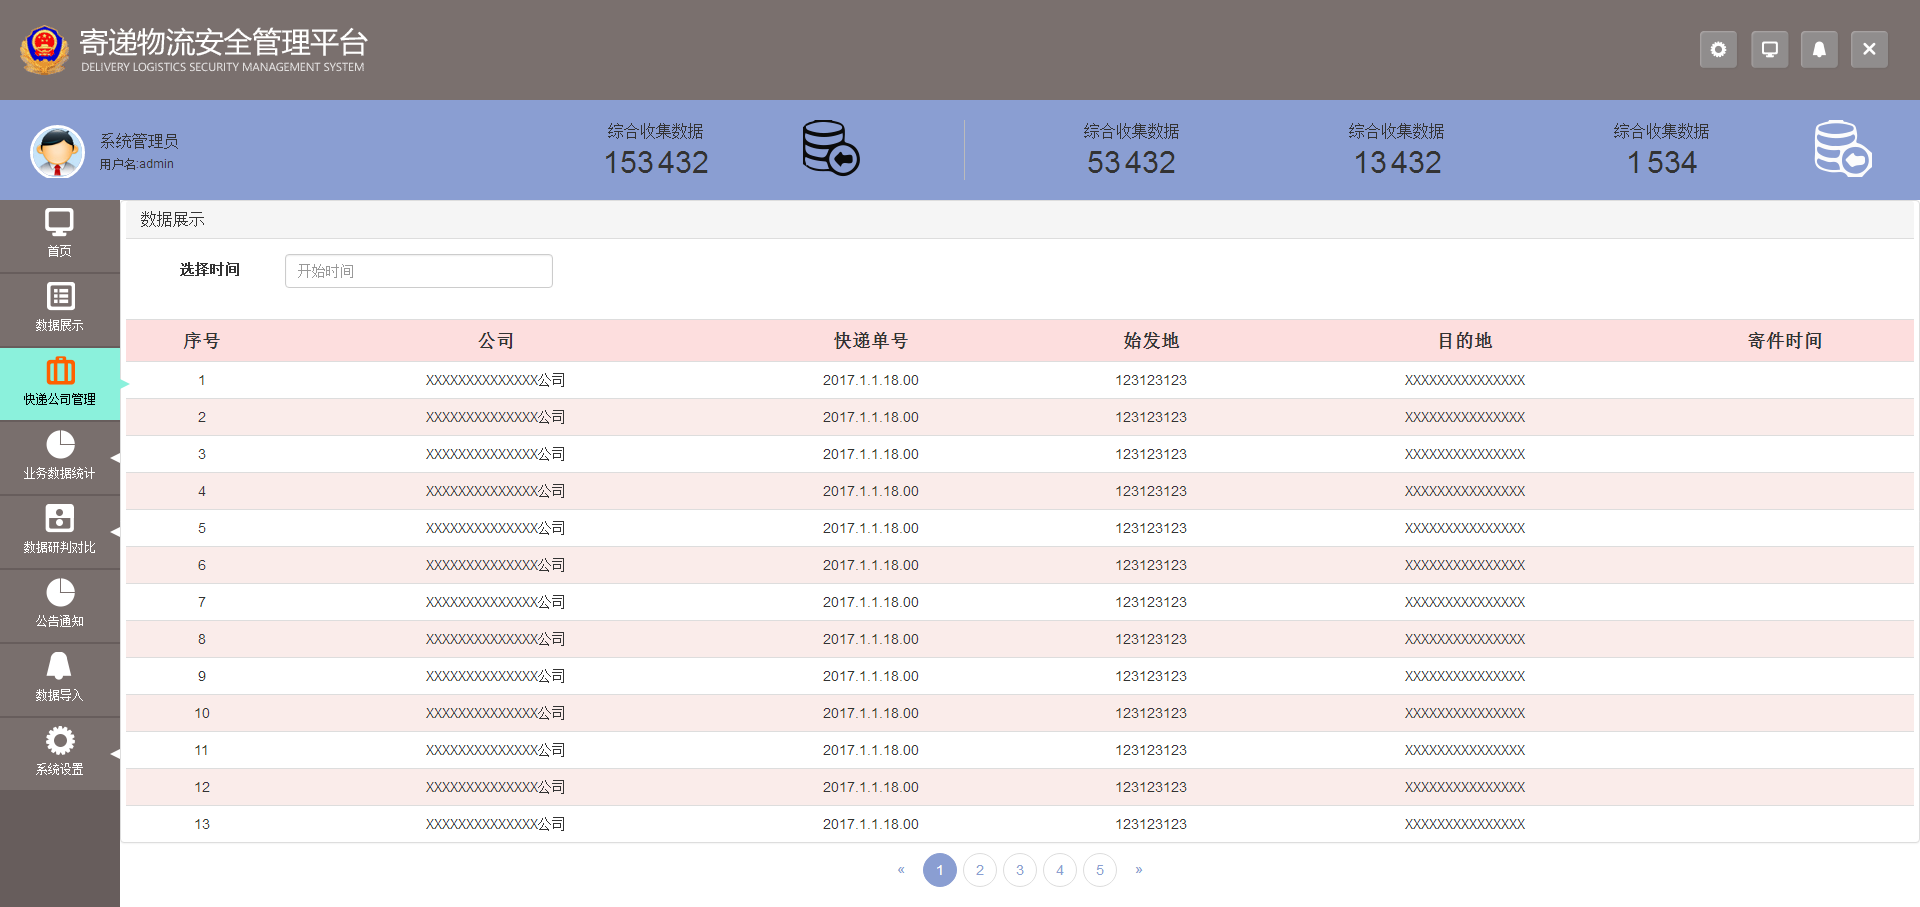 寄递物流安全管理平台
DELIVERY LOGISTICS SECURITY MANAGEMENT SYSTEM
系统管理员
用户名:admin
综合收集数据
153432
综合收集数据
53432
综合收集数据
13432
综合收集数据
1534
首页
数据展示
快递公司管理
业务数据统计
数据研判对比
公告通知
数据导入
系统设置
数据展示
选择时间 开始时间
序号 公司 快递单号 始发地 目的地 寄件时间
1 XXXXXXXXXXXXXX公司 2017.1.1.18.00 123123123 XXXXXXXXXXXXXXX
2 XXXXXXXXXXXXXX公司 2017.1.1.18.00 123123123 XXXXXXXXXXXXXXX
3 XXXXXXXXXXXXXX公司 2017.1.1.18.00 123123123 XXXXXXXXXXXXXXX
4 XXXXXXXXXXXXXX公司 2017.1.1.18.00 123123123 XXXXXXXXXXXXXXX
5 XXXXXXXXXXXXXX公司 2017.1.1.18.00 123123123 XXXXXXXXXXXXXXX
6 XXXXXXXXXXXXXX公司 2017.1.1.18.00 123123123 XXXXXXXXXXXXXXX
7 XXXXXXXXXXXXXX公司 2017.1.1.18.00 123123123 XXXXXXXXXXXXXXX
8 XXXXXXXXXXXXXX公司 2017.1.1.18.00 123123123 XXXXXXXXXXXXXXX
9 XXXXXXXXXXXXXX公司 2017.1.1.18.00 123123123 XXXXXXXXXXXXXXX
10 XXXXXXXXXXXXXX公司 2017.1.1.18.00 123123123 XXXXXXXXXXXXXXX
11 XXXXXXXXXXXXXX公司 2017.1.1.18.00 123123123 XXXXXXXXXXXXXXX
12 XXXXXXXXXXXXXX公司 2017.1.1.18.00 123123123 XXXXXXXXXXXXXXX
13 XXXXXXXXXXXXXX公司 2017.1.1.18.00 123123123 XXXXXXXXXXXXXXX
« 1 2 3 4 5 »